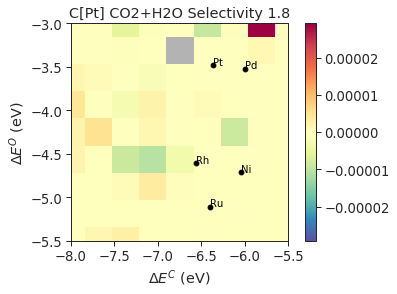 C[Pt] CO2+H2O Selectivity 1.8
−3.0
−3.5
−4.0
−4.5
−5.0
−5.5
ΔE^O (eV)
Pt
Pd
Rh
Ni
Ru
−8.0 −7.5 −7.0 −6.5 −6.0 −5.5
ΔE^C (eV)
0.00002
0.00001
0.00000
−0.00001
−0.00002